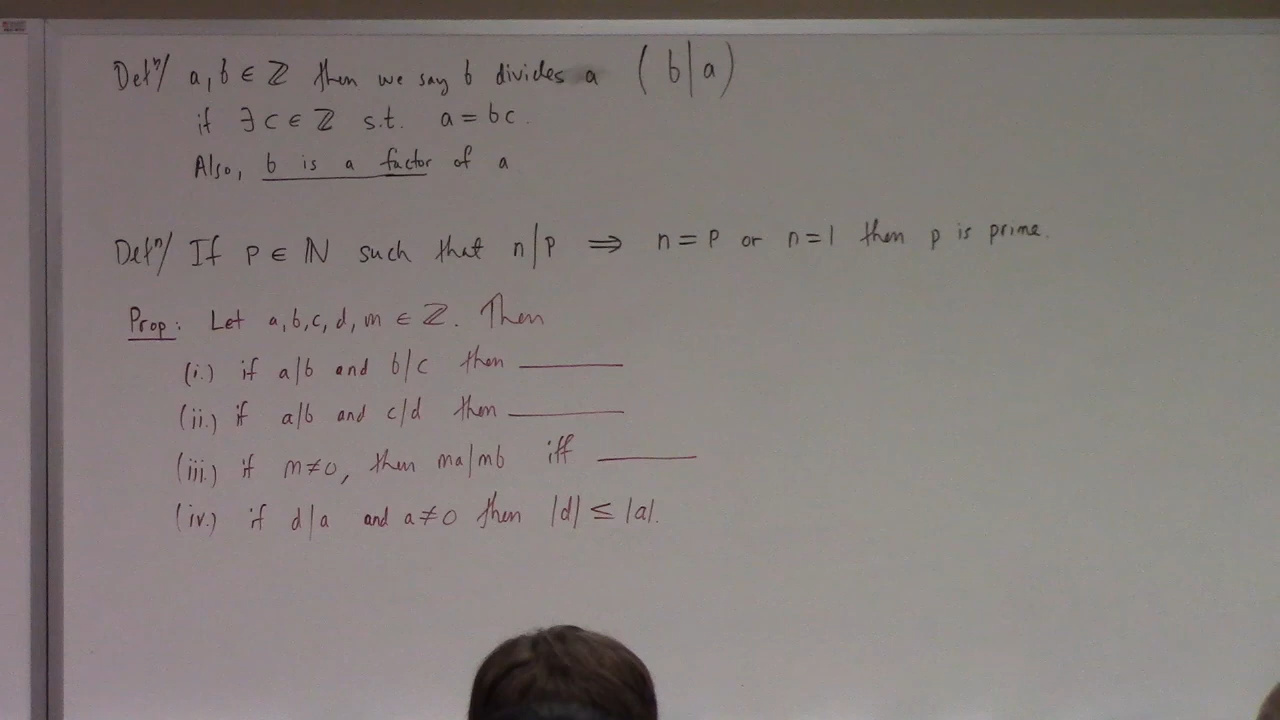 Defⁿ/ a, b ∈ ℤ then we say b divides a (b|a)
if ∃ c ∈ ℤ s.t. a = bc.
Also, b is a factor of a
Defⁿ/ If p ∈ ℕ such that n|p ⇒ n = p or n = 1 then p is prime.
Prop: Let a, b, c, d, m ∈ ℤ. Then
(i.) if a|b and b|c then ______
(ii.) if a|b and c|d then ______
(iii.) if m ≠ 0, then ma|mb iff ______
(iv.) if d|a and a ≠ 0 then |d| ≤ |a|.